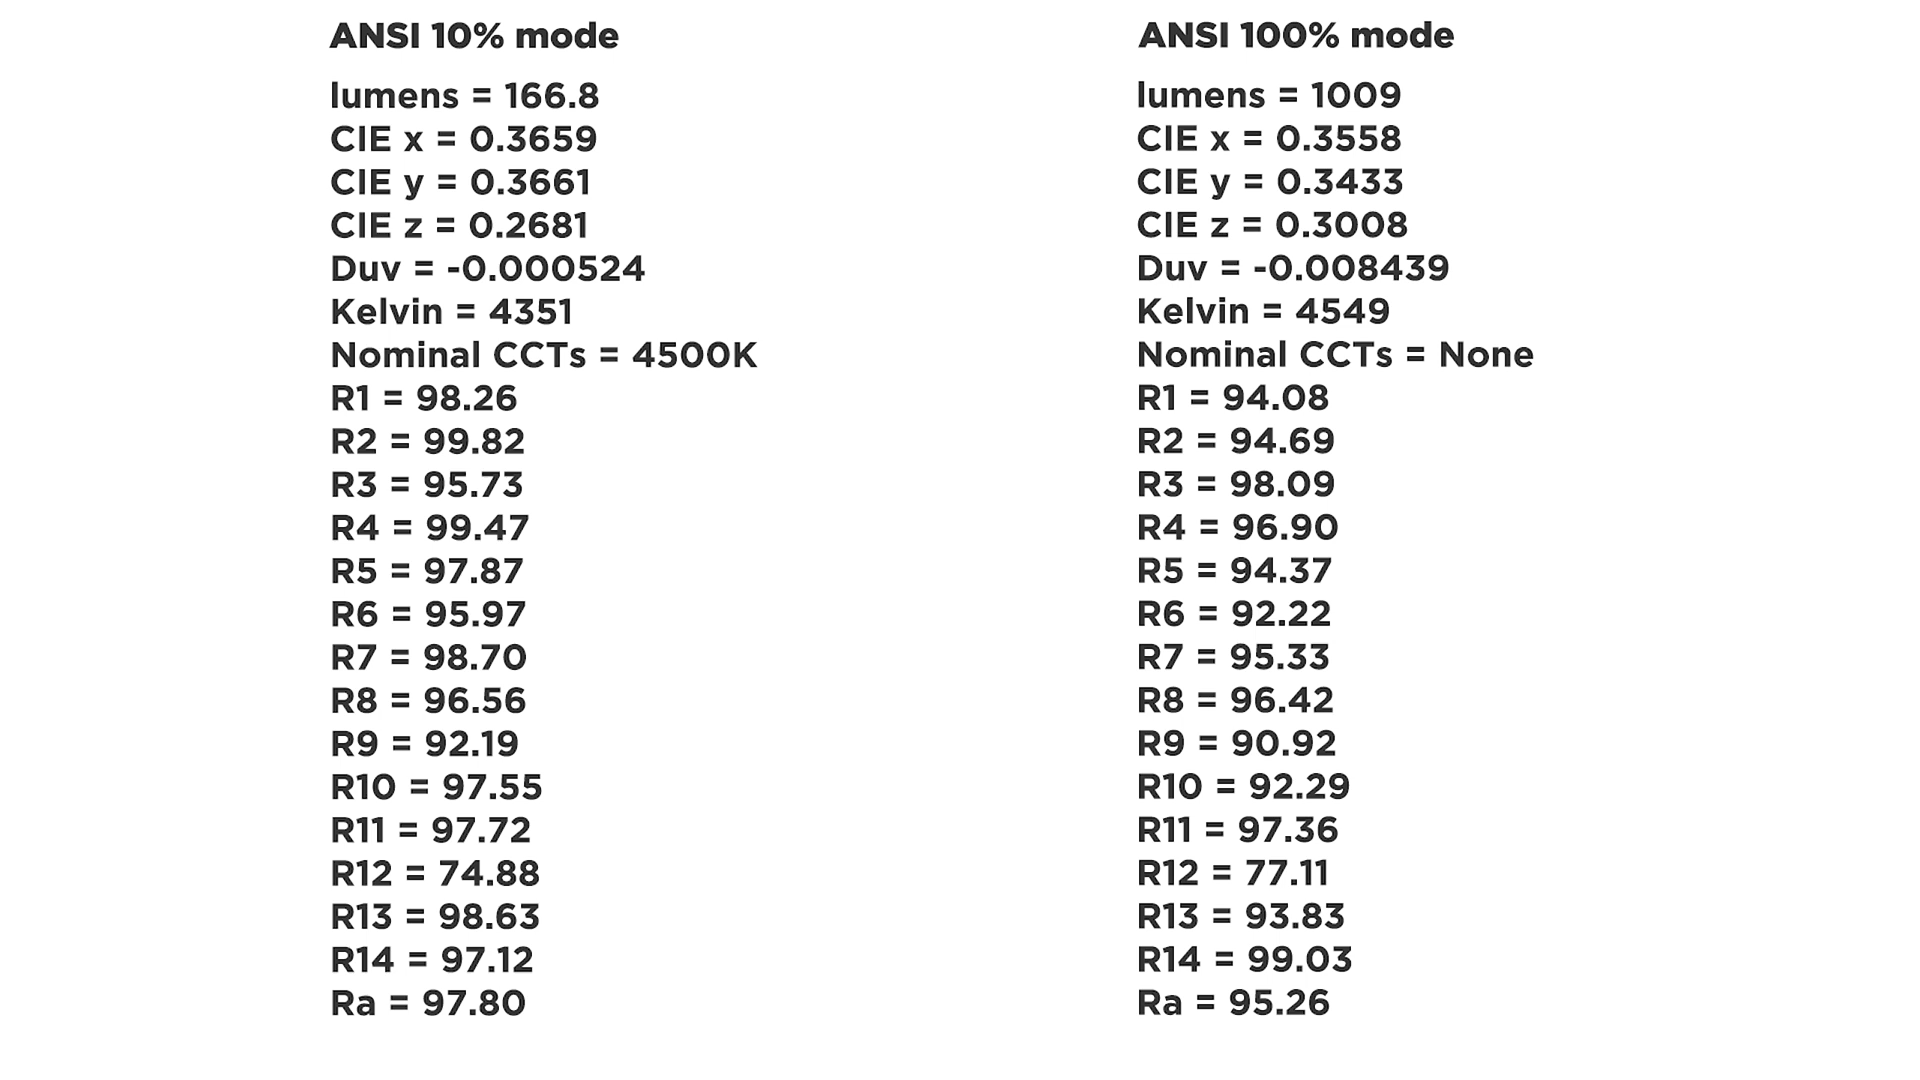 ANSI 10% mode
lumens = 166.8
CIE x = 0.3659
CIE y = 0.3661
CIE z = 0.2681
Duv = -0.000524
Kelvin = 4351
Nominal CCTs = 4500K
R1 = 98.26
R2 = 99.82
R3 = 95.73
R4 = 99.47
R5 = 97.87
R6 = 95.97
R7 = 98.70
R8 = 96.56
R9 = 92.19
R10 = 97.55
R11 = 97.72
R12 = 74.88
R13 = 98.63
R14 = 97.12
Ra = 97.80
ANSI 100% mode
lumens = 1009
CIE x = 0.3558
CIE y = 0.3433
CIE z = 0.3008
Duv = -0.008439
Kelvin = 4549
Nominal CCTs = None
R1 = 94.08
R2 = 94.69
R3 = 98.09
R4 = 96.90
R5 = 94.37
R6 = 92.22
R7 = 95.33
R8 = 96.42
R9 = 90.92
R10 = 92.29
R11 = 97.36
R12 = 77.11
R13 = 93.83
R14 = 99.03
Ra = 95.26